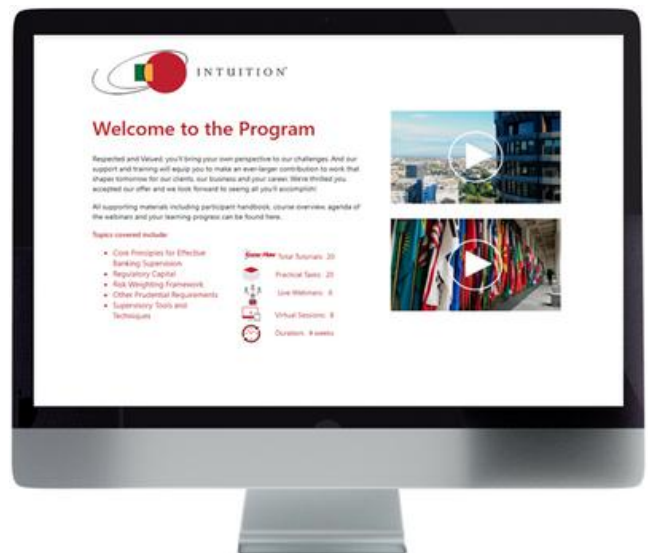 INTUITION
Welcome to the Program
Respected and Valued: you'll bring your own perspective to our challenges. And our
support and training will equip you to make an ever-larger contribution to work that
shapes tomorrow for our clients, our business and your career. We're thrilled you
accepted our offer and we look forward to seeing all you'll accomplish!
All supporting materials including participant handbook, course overview, agenda of
the webinars and your learning progress can be found here.
Topics covered include:
Core Principles for Effective
Banking Supervision
Regulatory Capital
Risk Weighting Framework
Other Prudential Requirements
Supervisory Tools and
Techniques
Know-How Total Tutorials: 20
Practical Tasks: 20
Live Webinars: 8
Virtual Sessions: 8
Duration: 8 weeks